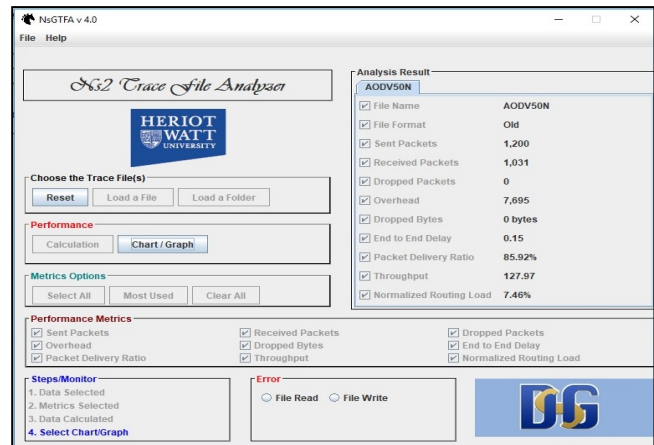 NsGTFA v 4.0
File Help
Ns2 Trace File Analyzer
HERIOT
WATT
UNIVERSITY
Choose the Trace File(s)
Reset Load a File Load a Folder
Performance
Calculation Chart / Graph
Metrics Options
Select All Most Used Clear All
Analysis Result
AODV50N
File Name AODV50N
File Format Old
Sent Packets 1,200
Received Packets 1,031
Dropped Packets 0
Overhead 7,695
Dropped Bytes 0 bytes
End to End Delay 0.15
Packet Delivery Ratio 85.92%
Throughput 127.97
Normalized Routing Load 7.46%
Performance Metrics
Sent Packets Received Packets Dropped Packets
Overhead Dropped Bytes End to End Delay
Packet Delivery Ratio Throughput Normalized Routing Load
Steps/Monitor
1. Data Selected
2. Metrics Selected
3. Data Calculated
4. Select Chart/Graph
Error
File Read File Write
DSG